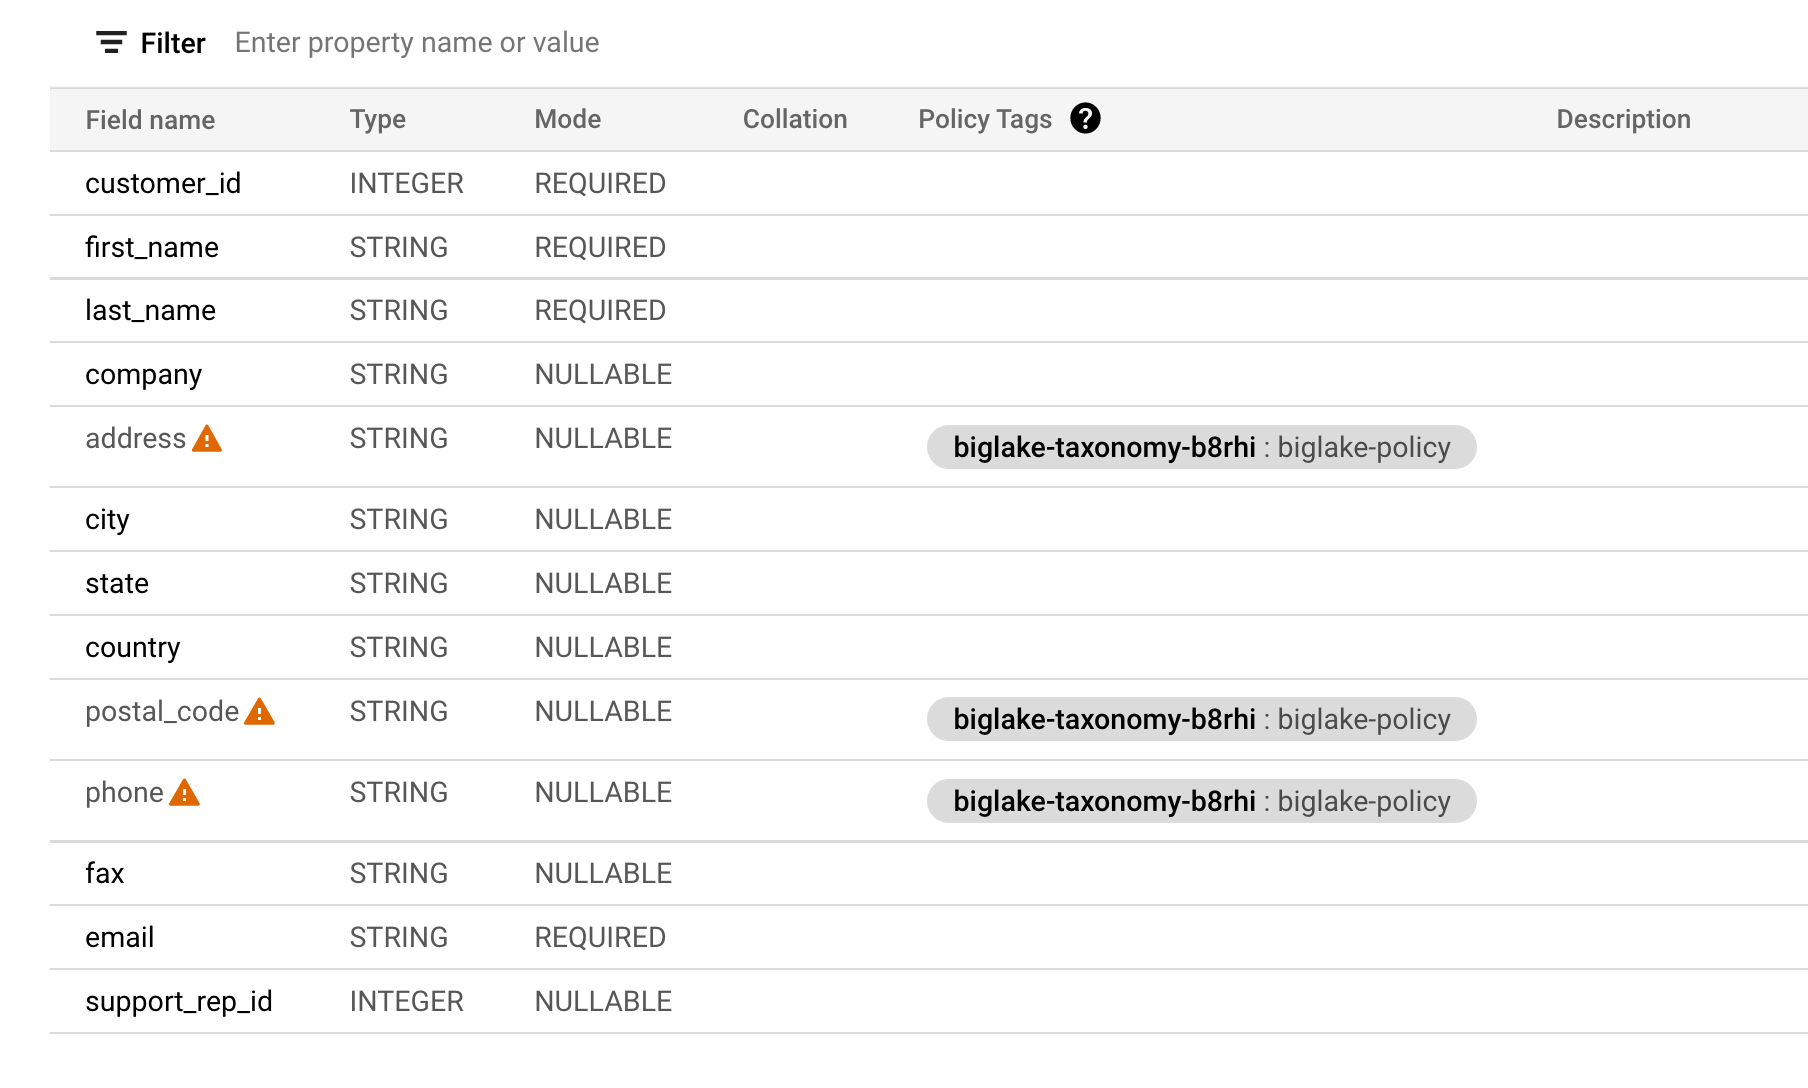 Filter Enter property name or value
Field name Type Mode Collation Policy Tags ? Description
customer_id INTEGER REQUIRED
first_name STRING REQUIRED
last_name STRING REQUIRED
company STRING NULLABLE
address STRING NULLABLE biglake-taxonomy-b8rhi : biglake-policy
city STRING NULLABLE
state STRING NULLABLE
country STRING NULLABLE
postal_code STRING NULLABLE biglake-taxonomy-b8rhi : biglake-policy
phone STRING NULLABLE biglake-taxonomy-b8rhi : biglake-policy
fax STRING NULLABLE
email STRING REQUIRED
support_rep_id INTEGER NULLABLE